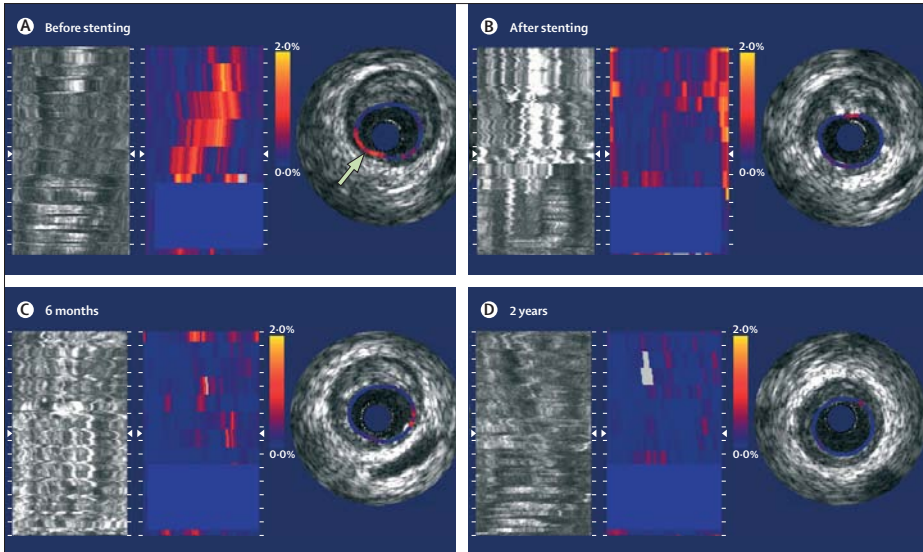 A Before stenting
2·0%
0·0%
B After stenting
2·0%
0·0%
C 6 months
2·0%
0·0%
D 2 years
2·0%
0·0%